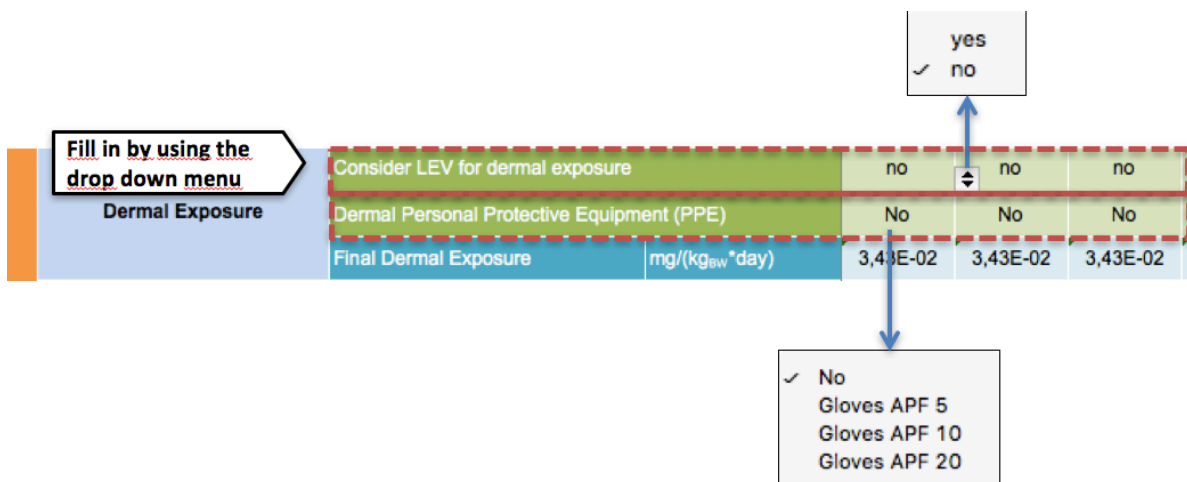 yes
✓ no
Fill in by using the
drop down menu
Consider LEV for dermal exposure no no no
Dermal Exposure
Dermal Personal Protective Equipment (PPE) No No No
Final Dermal Exposure mg/(kgBW*day) 3,43E-02 3,43E-02 3,43E-02
✓ No
Gloves APF 5
Gloves APF 10
Gloves APF 20